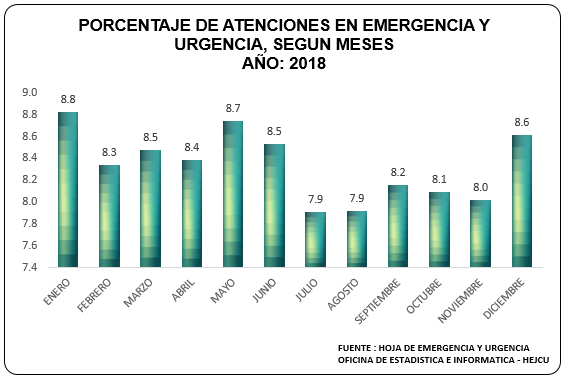 PORCENTAJE DE ATENCIONES EN EMERGENCIA Y
URGENCIA, SEGUN MESES
AÑO: 2018
9.0
8.8
8.6
8.4
8.2
8.0
7.8
7.6
7.4
8.8
8.3
8.5
8.4
8.7
8.5
7.9
7.9
8.2
8.1
8.0
8.6
ENERO
FEBRERO
MARZO
ABRIL
MAYO
JUNIO
JULIO
AGOSTO
SEPTIEMBRE
OCTUBRE
NOVIEMBRE
DICIEMBRE
FUENTE : HOJA DE EMERGENCIA Y URGENCIA
OFICINA DE ESTADISTICA E INFORMATICA - HEJCU